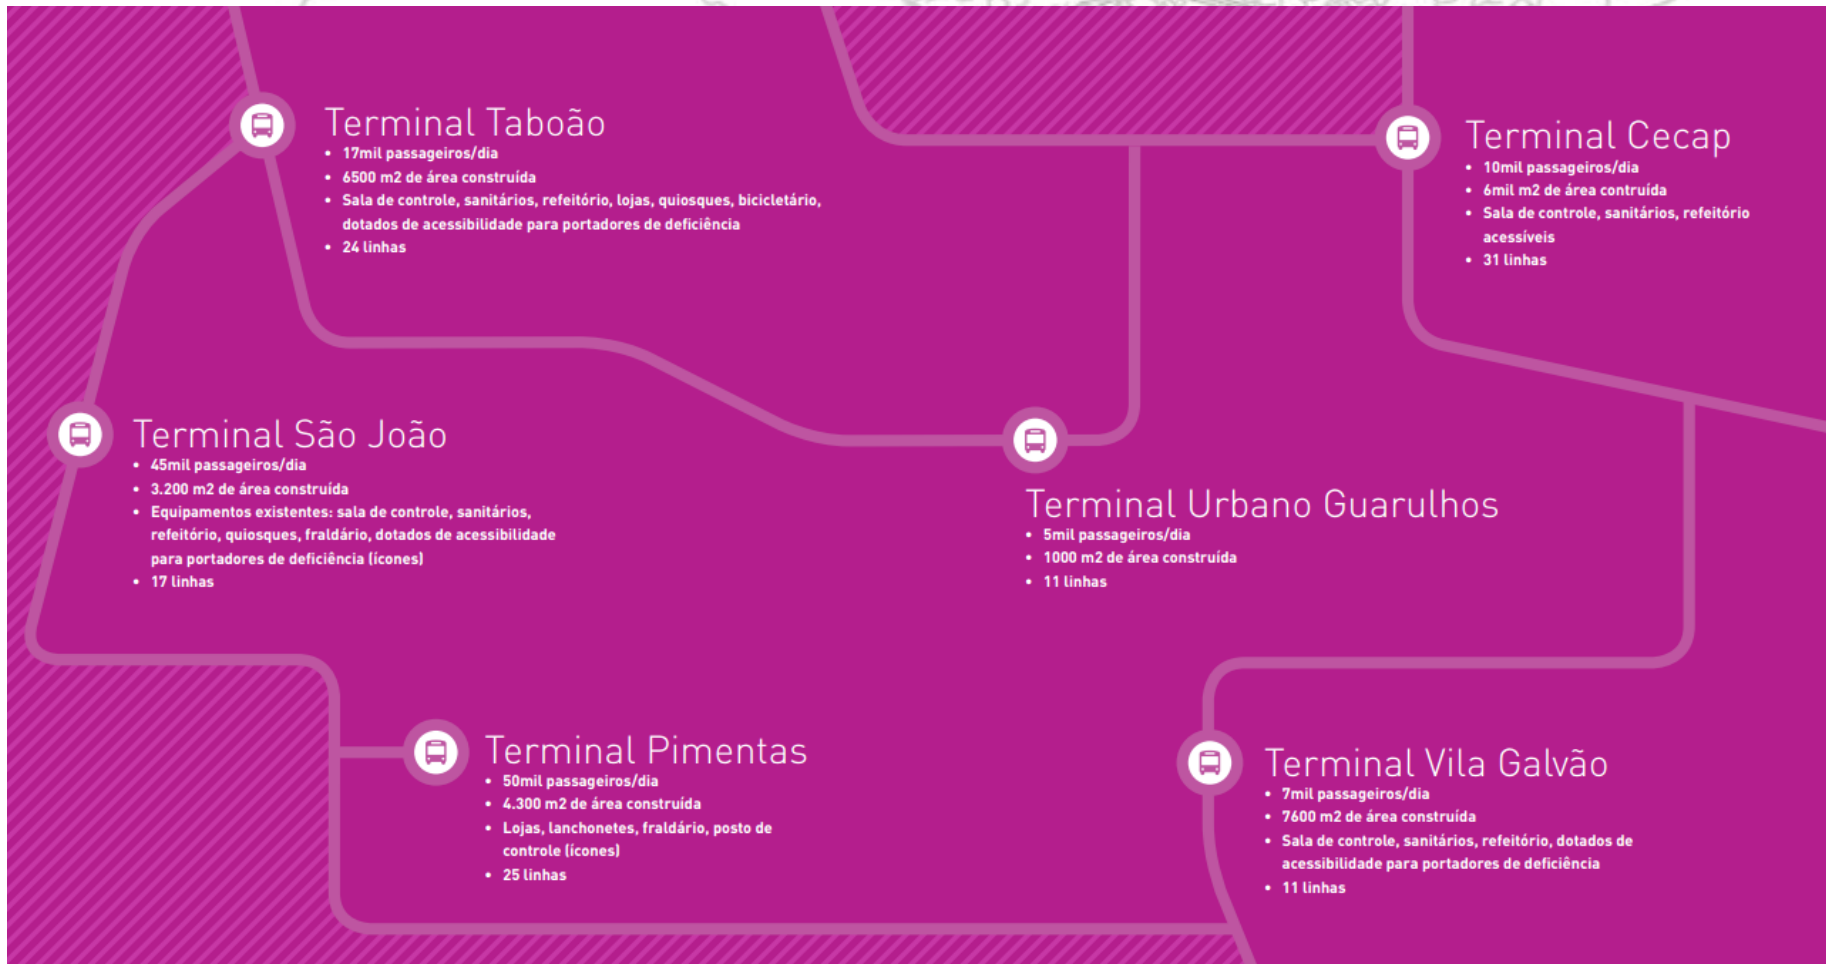 Terminal Taboão
• 17mil passageiros/dia
• 6500 m2 de área construída
• Sala de controle, sanitários, refeitório, lojas, quiosques, bicicletário,
dotados de acessibilidade para portadores de deficiência
• 24 linhas
Terminal Cecap
• 10mil passageiros/dia
• 6mil m2 de área contruída
• Sala de controle, sanitários, refeitório
acessíveis
• 31 linhas
Terminal São João
• 45mil passageiros/dia
• 3.200 m2 de área construída
• Equipamentos existentes: sala de controle, sanitários,
refeitório, quiosques, fraldário, dotados de acessibilidade
para portadores de deficiência (ícones)
• 17 linhas
Terminal Urbano Guarulhos
• 5mil passageiros/dia
• 1000 m2 de área construída
• 11 linhas
Terminal Pimentas
• 50mil passageiros/dia
• 4.300 m2 de área construída
• Lojas, lanchonetes, fraldário, posto de
controle (ícones)
• 25 linhas
Terminal Vila Galvão
• 7mil passageiros/dia
• 7600 m2 de área construída
• Sala de controle, sanitários, refeitório, dotados de
acessibilidade para portadores de deficiência
• 11 linhas